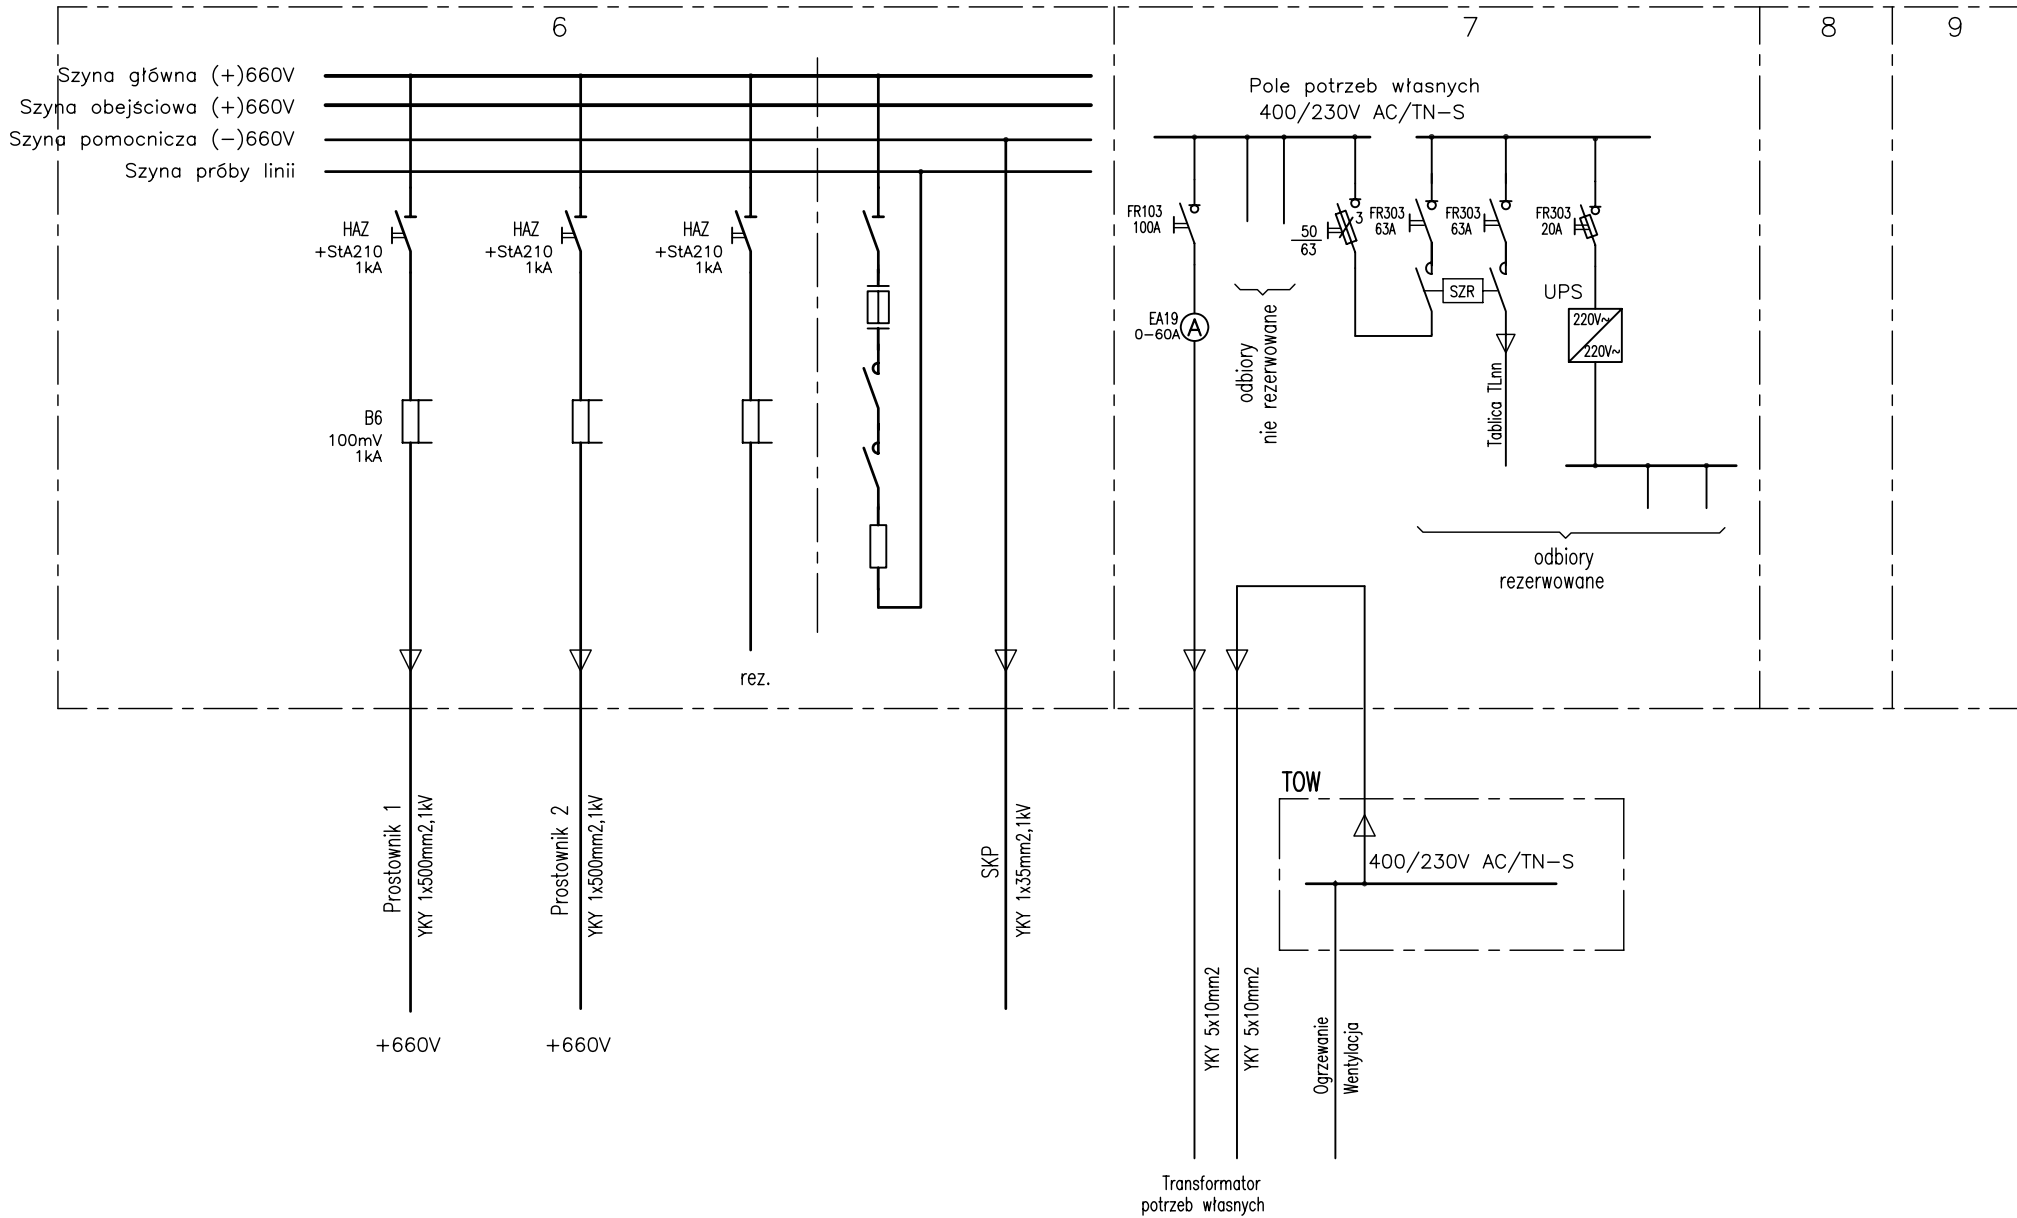 6
7
8
9
Szyna główna (+)660V
Szyna obejściowa (+)660V
Szyna pomocnicza (−)660V
Szyna próby linii
HAZ
+StA210
1kA
HAZ
+StA210
1kA
HAZ
+StA210
1kA
B6
100mV
1kA
rez.
Prostownik 1
YKY 1x500mm2,1kV
+660V
Prostownik 2
YKY 1x500mm2,1kV
+660V
SKP
YKY 1x35mm2,1kV
Pole potrzeb własnych
400/230V AC/TN−S
FR103
100A
EA19
0−60A
A
odbiory
nie rezerwowane
50
63
3
FR303
63A
FR303
63A
SZR
Tablica TLnn
FR303
20A
UPS
220V~
220V~
odbiory
rezerwowane
TOW
400/230V AC/TN−S
YKY 5x10mm2
YKY 5x10mm2
Ogrzewanie
Wentylacja
Transformator
potrzeb własnych